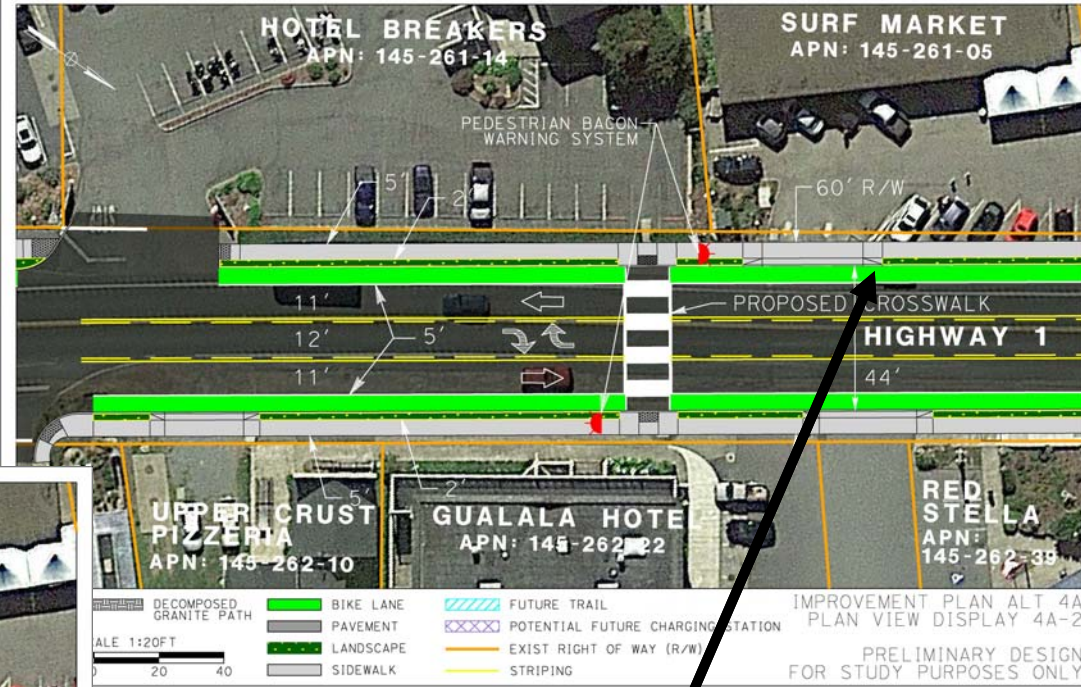 HOTEL BREAKERS
APN: 145-261-14
SURF MARKET
APN: 145-261-05
PEDESTRIAN BACON
WARNING SYSTEM
5'
2'
60' R/W
11'
12'
11'
5'
PROPOSED CROSSWALK
HIGHWAY 1
44'
5'
2'
UPPER CRUST
PIZZERIA
APN: 145-262-10
GUALALA HOTEL
APN: 145-262-22
RED
STELLA
APN:
145-262-39
DECOMPOSED
GRANITE PATH
ALE 1:20FT
20 40
BIKE LANE
PAVEMENT
LANDSCAPE
SIDEWALK
FUTURE TRAIL
POTENTIAL FUTURE CHARGING STATION
EXIST RIGHT OF WAY (R/W)
STRIPING
IMPROVEMENT PLAN ALT 4A
PLAN VIEW DISPLAY 4A-2
PRELIMINARY DESIGN
FOR STUDY PURPOSES ONLY